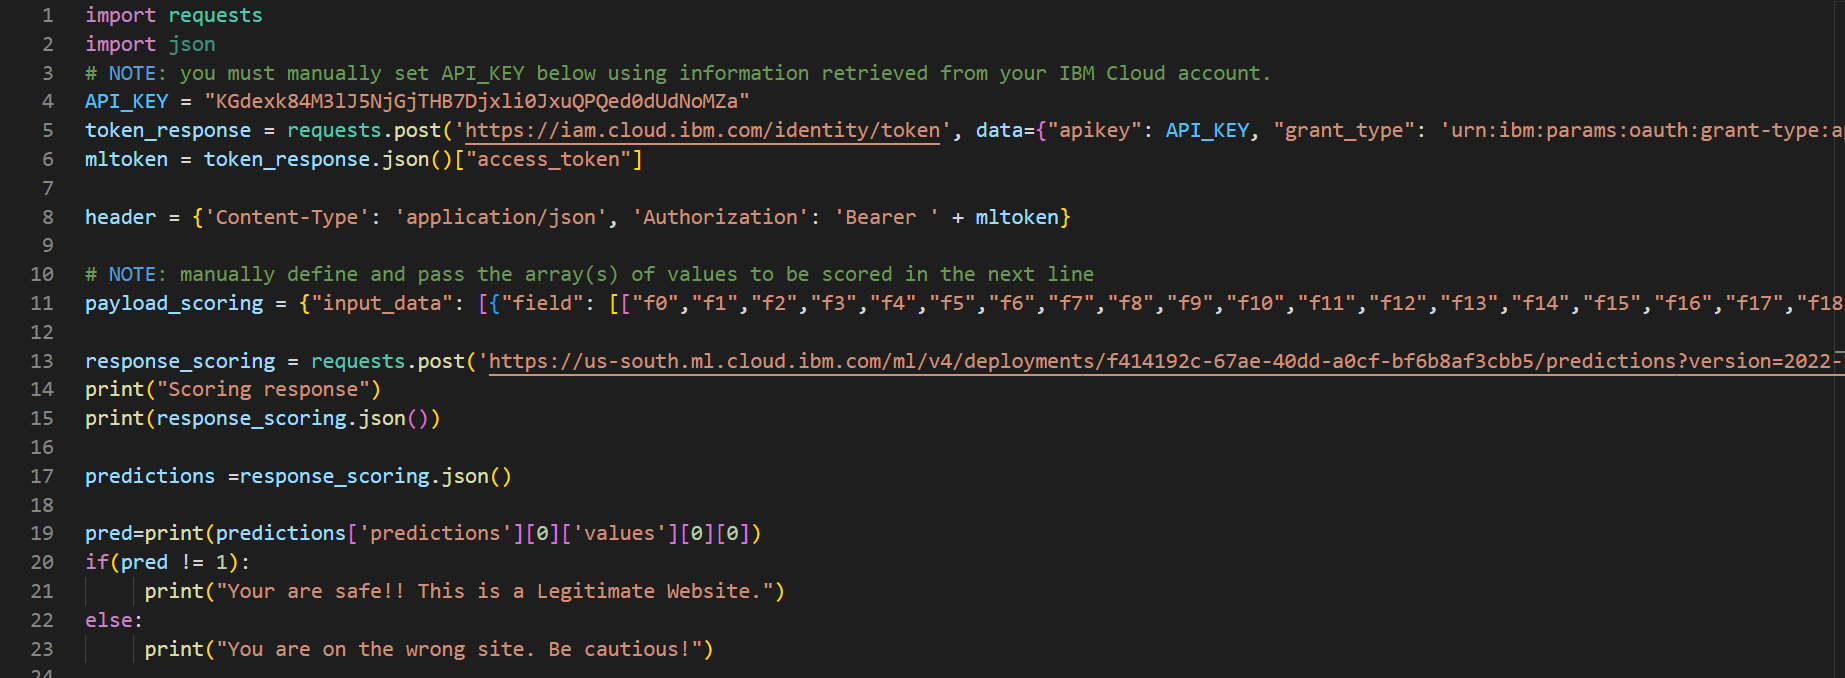 1 import requests
2 import json
3 # NOTE: you must manually set API_KEY below using information retrieved from your IBM Cloud account.
4 API_KEY = "KGdexk84M3lJ5NjGjTHB7Djxli0JxuQPQed0dUdNoMZa"
5 token_response = requests.post('https://iam.cloud.ibm.com/identity/token', data={"apikey": API_KEY, "grant_type": 'urn:ibm:params:oauth:grant-type:a
6 mltoken = token_response.json()["access_token"]
7
8 header = {'Content-Type': 'application/json', 'Authorization': 'Bearer ' + mltoken}
9
10 # NOTE: manually define and pass the array(s) of values to be scored in the next line
11 payload_scoring = {"input_data": [{"field": [["f0","f1","f2","f3","f4","f5","f6","f7","f8","f9","f10","f11","f12","f13","f14","f15","f16","f17","f18
12
13 response_scoring = requests.post('https://us-south.ml.cloud.ibm.com/ml/v4/deployments/f414192c-67ae-40dd-a0cf-bf6b8af3cbb5/predictions?version=2022-
14 print("Scoring response")
15 print(response_scoring.json())
16
17 predictions =response_scoring.json()
18
19 pred=print(predictions['predictions'][0]['values'][0][0])
20 if(pred != 1):
21 print("Your are safe!! This is a Legitimate Website.")
22 else:
23 print("You are on the wrong site. Be cautious!")
24